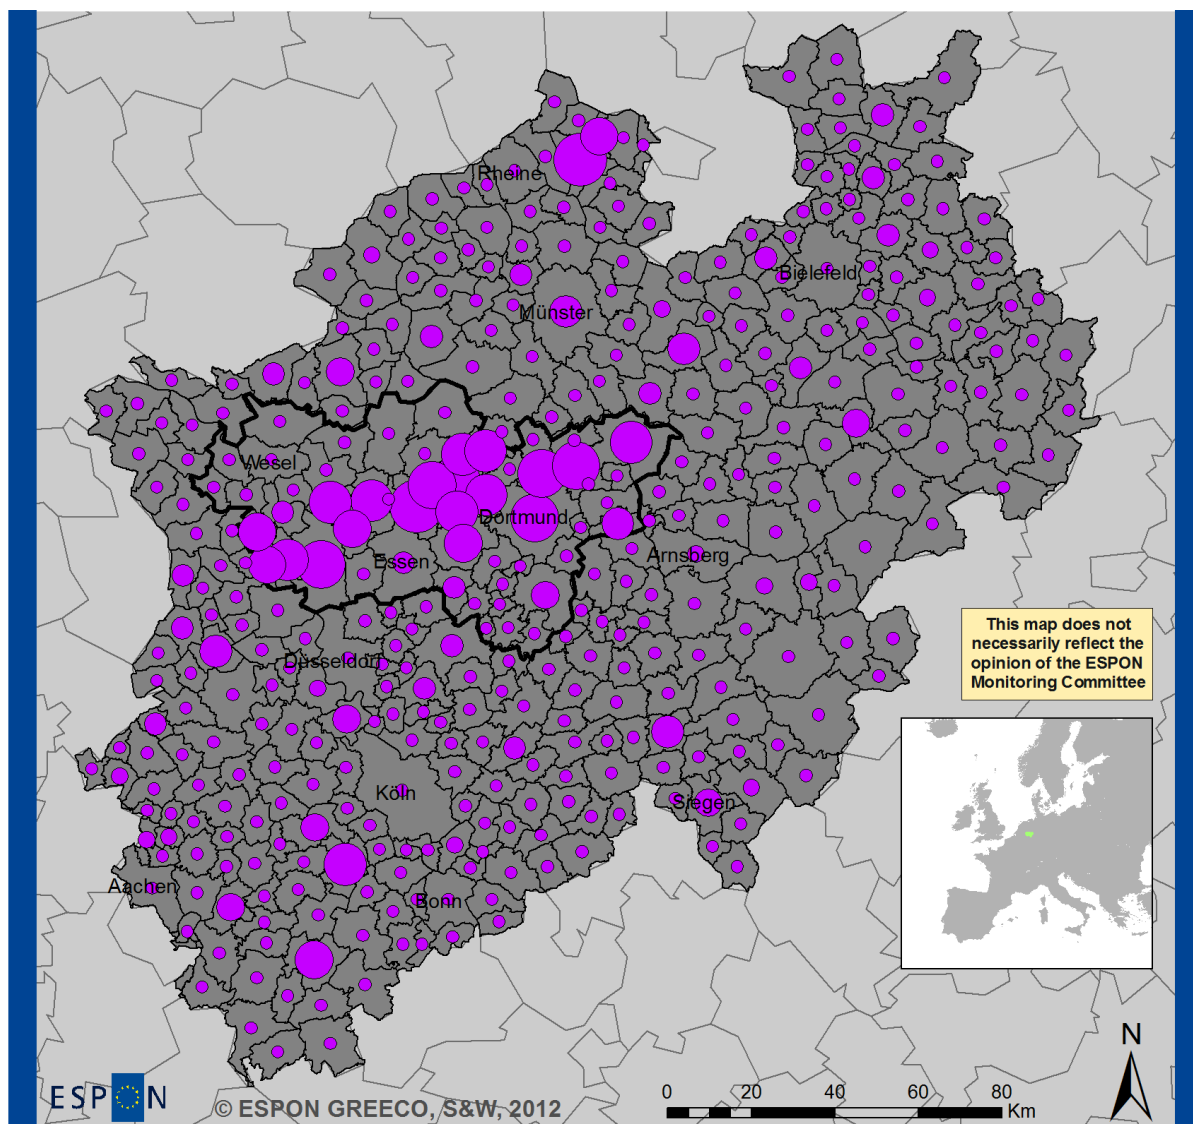 Rheine
Bielefeld
Münster
Wesel
Dortmund
Essen
Arnsberg
This map does not
necessarily reflect the
opinion of the ESPON
Monitoring Committee
Düsseldorf
Köln
Siegen
Aachen
Bonn
N
ESPON
© ESPON GREECO, S&W, 2012
0 20 40 60 80
Km